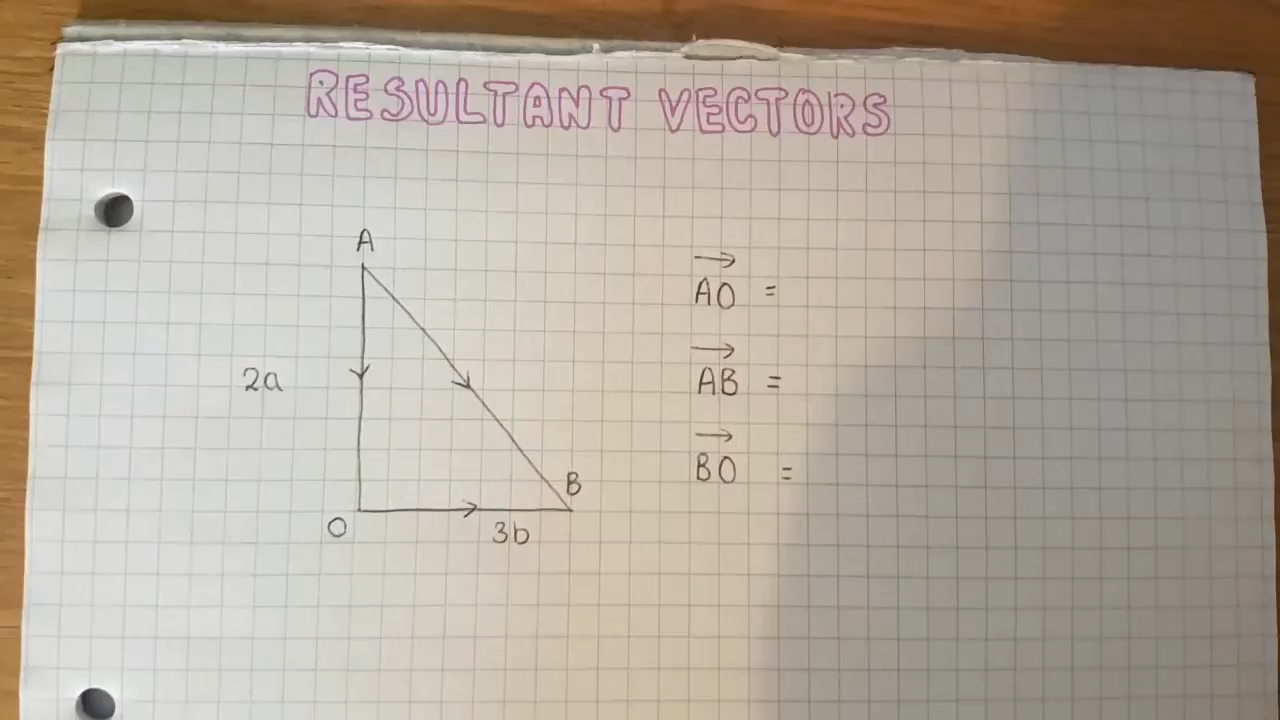 RESULTANT VECTORS
A
2a
O
3b
B
AO =
AB =
BO =